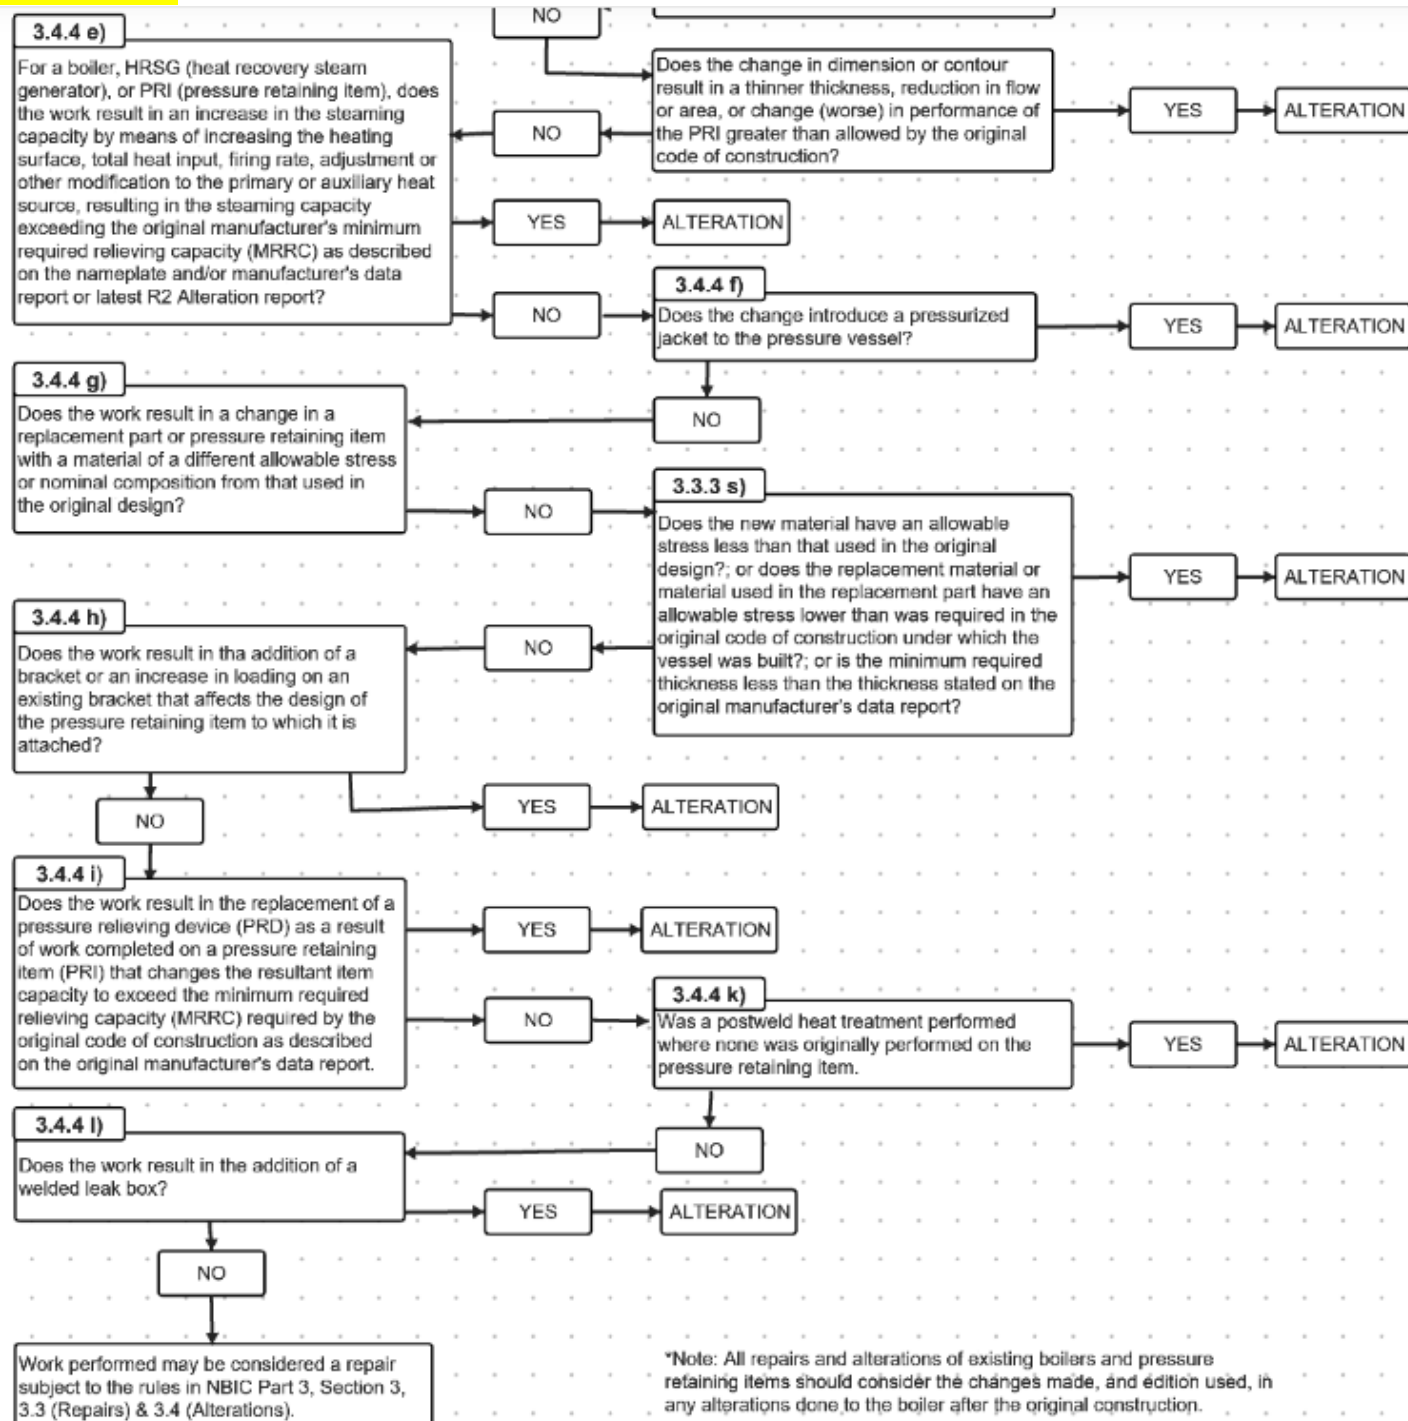 NO
3.4.4 e)
For a boiler, HRSG (heat recovery steam
generator), or PRI (pressure retaining item), does
the work result in an increase in the steaming
capacity by means of increasing the heating
surface, total heat input, firing rate, adjustment or
other modification to the primary or auxiliary heat
source, resulting in the steaming capacity
exceeding the original manufacturer's minimum
required relieving capacity (MRRC) as described
on the nameplate and/or manufacturer's data
report or latest R2 Alteration report?
Does the change in dimension or contour
result in a thinner thickness, reduction in flow
or area, or change (worse) in performance of
the PRI greater than allowed by the original
code of construction?
YES
ALTERATION
NO
YES
ALTERATION
NO
3.4.4 f)
Does the change introduce a pressurized
jacket to the pressure vessel?
YES
ALTERATION
NO
3.4.4 g)
Does the work result in a change in a
replacement part or pressure retaining item
with a material of a different allowable stress
or nominal composition from that used in
the original design?
NO
3.3.3 s)
Does the new material have an allowable
stress less than that used in the original
design?; or does the replacement material or
material used in the replacement part have an
allowable stress lower than was required in the
original code of construction under which the
vessel was built?; or is the minimum required
thickness less than the thickness stated on the
original manufacturer's data report?
YES
ALTERATION
NO
3.4.4 h)
Does the work result in tha addition of a
bracket or an increase in loading on an
existing bracket that affects the design of
the pressure retaining item to which it is
attached?
YES
ALTERATION
NO
3.4.4 i)
Does the work result in the replacement of a
pressure relieving device (PRD) as a result
of work completed on a pressure retaining
item (PRI) that changes the resultant item
capacity to exceed the minimum required
relieving capacity (MRRC) required by the
original code of construction as described
on the original manufacturer's data report.
YES
ALTERATION
NO
3.4.4 k)
Was a postweld heat treatment performed
where none was originally performed on the
pressure retaining item.
YES
ALTERATION
NO
3.4.4 l)
Does the work result in the addition of a
welded leak box?
YES
ALTERATION
NO
Work performed may be considered a repair
subject to the rules in NBIC Part 3, Section 3,
3.3 (Repairs) & 3.4 (Alterations).
*Note: All repairs and alterations of existing boilers and pressure
retaining items should consider the changes made, and edition used, in
any alterations done to the boiler after the original construction.